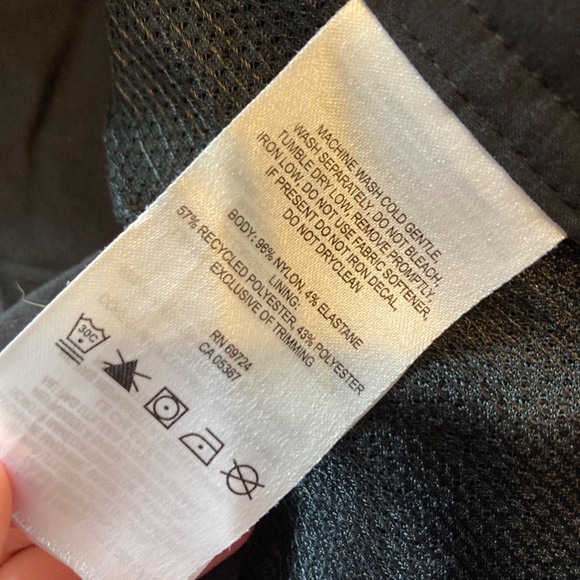 MACHINE WASH COLD GENTLE,
WASH SEPARATELY, DO NOT BLEACH,
TUMBLE DRY LOW, REMOVE PROMPTLY,
IRON LOW, DO NOT USE FABRIC SOFTENER,
IF PRESENT DO NOT IRON DECAL,
DO NOT DRYCLEAN
BODY: 96% NYLON, 4% ELASTANE
LINING:
57% RECYCLED POLYESTER, 43% POLYESTER
EXCLUSIVE OF TRIMMING
RN 69724
CA 05367
30C